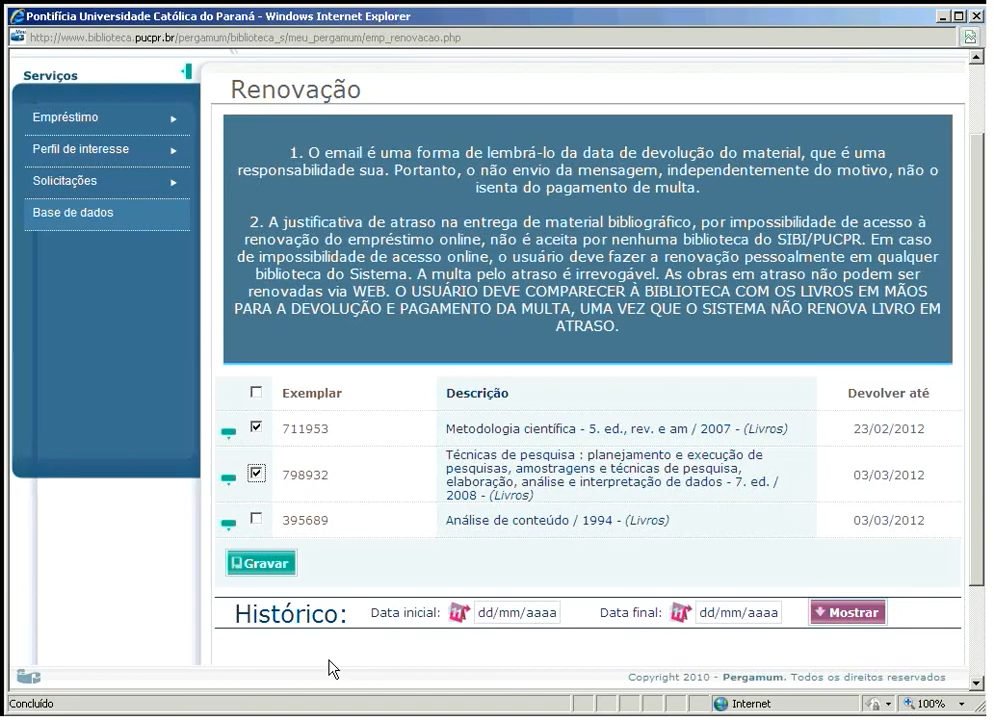 Pontifícia Universidade Católica do Paraná - Windows Internet Explorer
http://www.biblioteca.pucpr.br/pergamum/biblioteca_s/meu_pergamum/emp_renovacao.php
Serviços
Empréstimo
Perfil de interesse
Solicitações
Base de dados
Renovação
1. O email é uma forma de lembrá-lo da data de devolução do material, que é uma
responsabilidade sua. Portanto, o não envio da mensagem, independentemente do motivo, não o
isenta do pagamento de multa.
2. A justificativa de atraso na entrega de material bibliográfico, por impossibilidade de acesso à
renovação do empréstimo online, não é aceita por nenhuma biblioteca do SIBI/PUCPR. Em caso
de impossibilidade de acesso online, o usuário deve fazer a renovação pessoalmente em qualquer
biblioteca do Sistema. A multa pelo atraso é irrevogável. As obras em atraso não podem ser
renovadas via WEB. O USUÁRIO DEVE COMPARECER À BIBLIOTECA COM OS LIVROS EM MÃOS
PARA A DEVOLUÇÃO E PAGAMENTO DA MULTA, UMA VEZ QUE O SISTEMA NÃO RENOVA LIVRO EM
ATRASO.
Exemplar Descrição Devolver até
711953 Metodologia científica - 5. ed., rev. e am / 2007 - (Livros) 23/02/2012
Técnicas de pesquisa : planejamento e execução de
pesquisas, amostragens e técnicas de pesquisa,
798932 elaboração, análise e interpretação de dados - 7. ed. / 03/03/2012
2008 - (Livros)
395689 Análise de conteúdo / 1994 - (Livros) 03/03/2012
Gravar
Histórico: Data inicial: dd/mm/aaaa Data final: dd/mm/aaaa Mostrar
Copyright 2010 - Pergamum. Todos os direitos reservados
Concluído Internet 100%